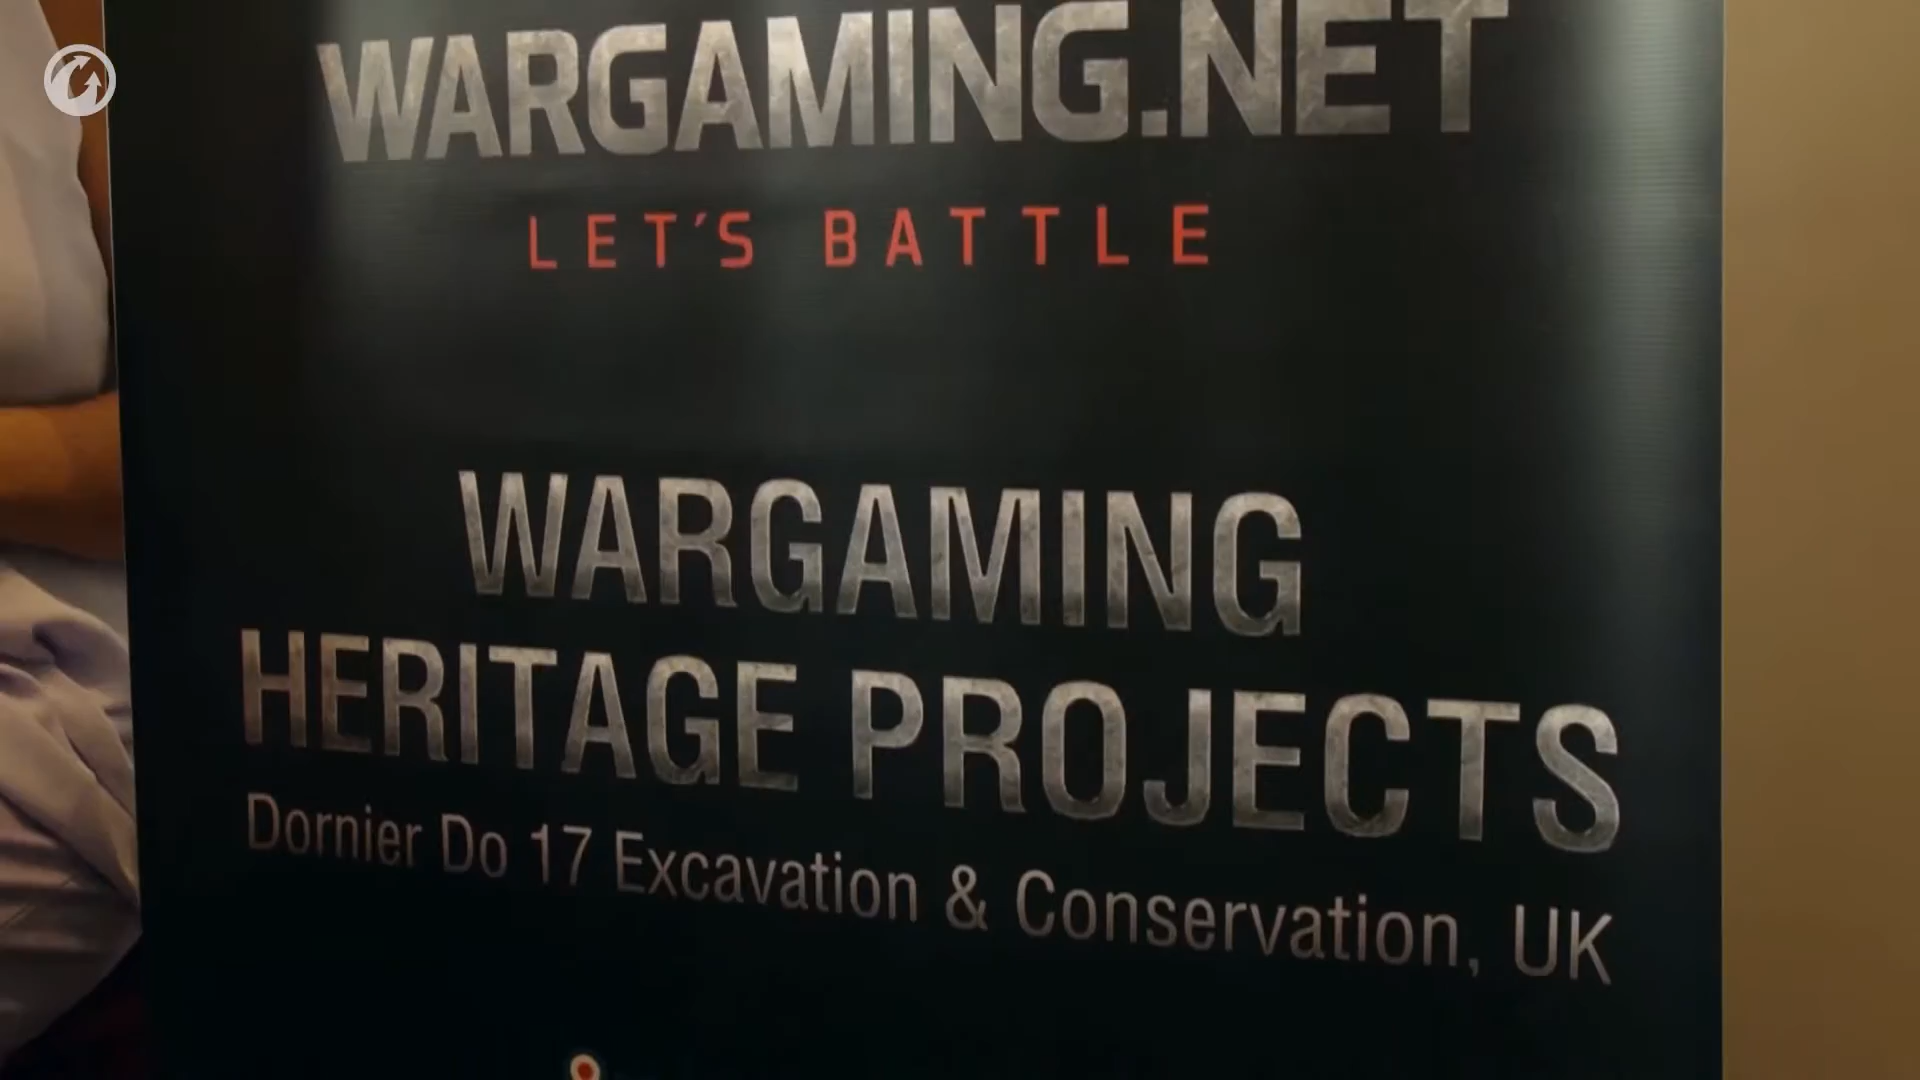 WARGAMING.NET
LET'S BATTLE
WARGAMING
HERITAGE PROJECTS
Dornier Do 17 Excavation & Conservation, UK